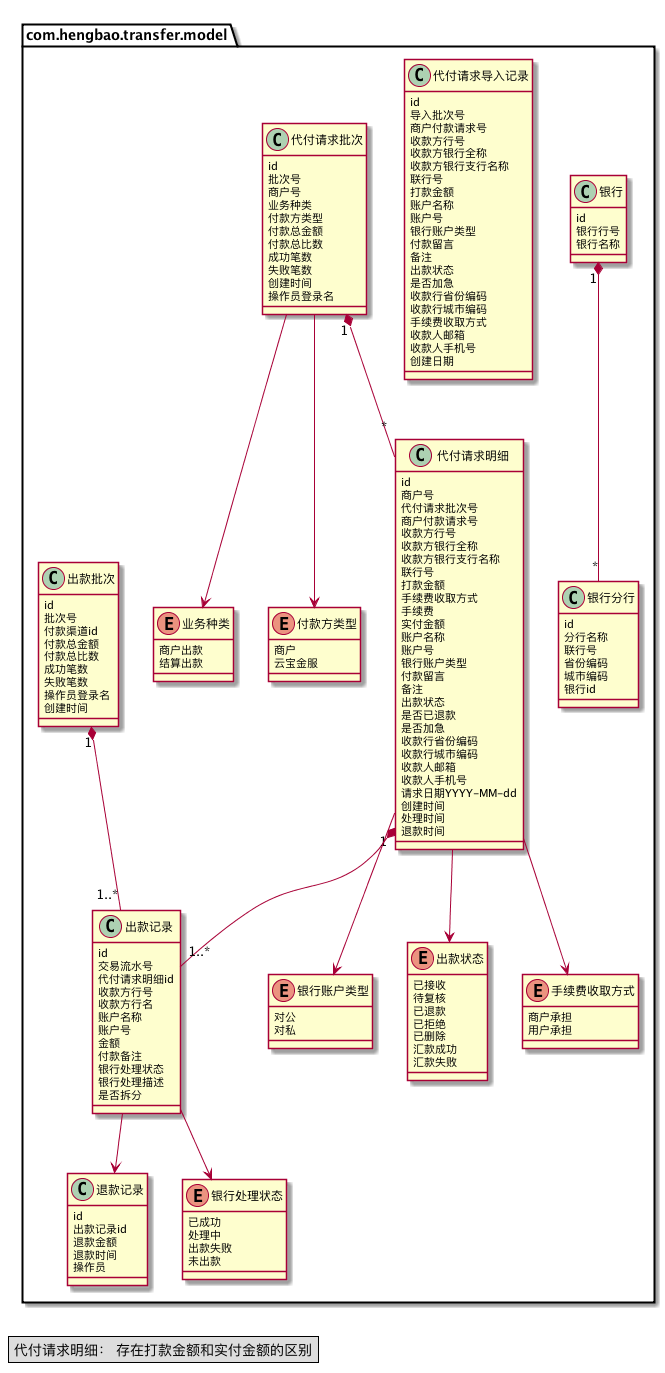 com.hengbao.transfer.model
C 代付请求导入记录
id
导入批次号
商户付款请求号
收款方行号
收款方银行全称
收款方银行支行名称
联行号
打款金额
账户名称
账户号
银行账户类型
付款留言
备注
出款状态
是否加急
收款行省份编码
收款行城市编码
手续费收取方式
收款人邮箱
收款人手机号
创建日期
C 代付请求批次
id
批次号
商户号
业务种类
付款方类型
付款总金额
付款总比数
成功笔数
失败笔数
创建时间
操作员登录名
C 银行
id
银行行号
银行名称
1
1
*
C 代付请求明细
id
商户号
代付请求批次号
商户付款请求号
收款方行号
收款方银行全称
收款方银行支行名称
联行号
打款金额
手续费收取方式
手续费
实付金额
账户名称
账户号
银行账户类型
付款留言
备注
出款状态
是否已退款
是否加急
收款行省份编码
收款行城市编码
收款人邮箱
收款人手机号
请求日期YYYY-MM-dd
创建时间
处理时间
退款时间
C 出款批次
id
批次号
付款渠道id
付款总金额
付款总比数
成功笔数
失败笔数
操作员登录名
创建时间
E 业务种类
商户出款
结算出款
E 付款方类型
商户
云宝金服
*
C 银行分行
id
分行名称
联行号
省份编码
城市编码
银行id
1
1
1..*
C 出款记录
id
交易流水号
代付请求明细id
收款方行号
收款方行名
账户名称
账户号
金额
付款备注
银行处理状态
银行处理描述
是否拆分
1..*
E 银行账户类型
对公
对私
E 出款状态
已接收
待复核
已退款
已拒绝
已删除
汇款成功
汇款失败
E 手续费收取方式
商户承担
用户承担
C 退款记录
id
出款记录id
退款金额
退款时间
操作员
E 银行处理状态
已成功
处理中
出款失败
未出款
代付请求明细： 存在打款金额和实付金额的区别